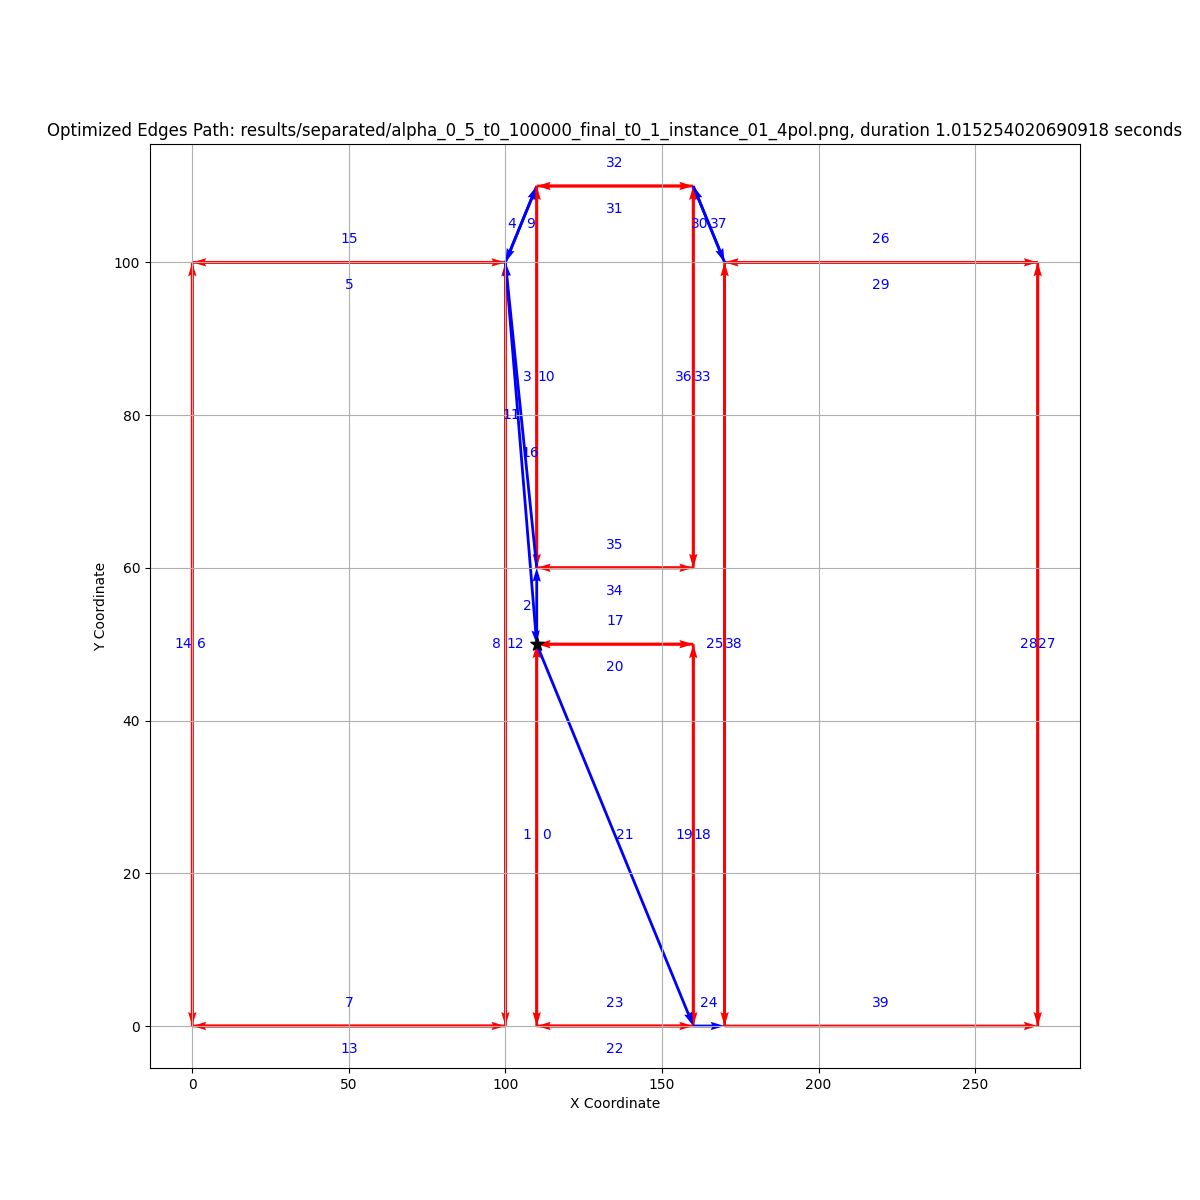 Optimized Edges Path: results/separated/alpha_0_5_t0_100000_final_t0_1_instance_01_4pol.png, duration 1.015254020690918 seconds
32
4 9 31 30 37
15 26
100
5 29
3 10 36 33
80 11
16
35
60
34
2
17
Y Coordinate
14 6 8 12 25 38 28 27
20
40
1 0 21 19 18
20
7 23 24 39
0
13 22
0 50 100 150 200 250
X Coordinate